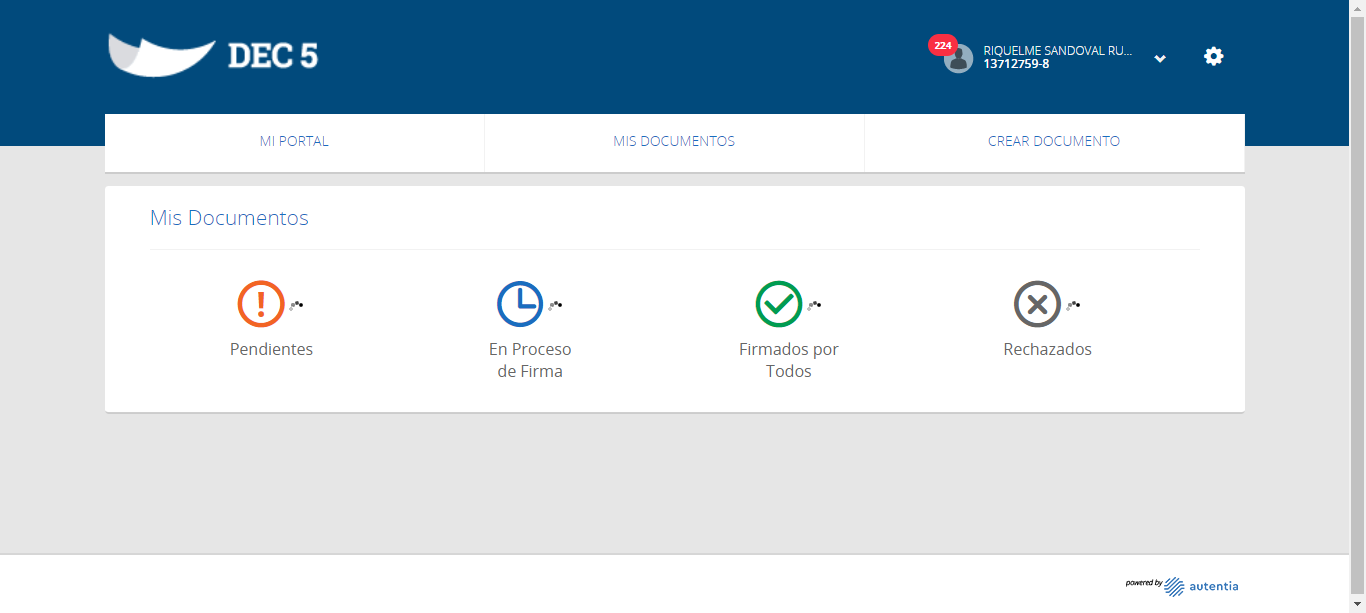 DEC 5
224
RIQUELME SANDOVAL RU...
13712759-8
MI PORTAL
MIS DOCUMENTOS
CREAR DOCUMENTO
Mis Documentos
Pendientes
En Proceso
de Firma
Firmados por
Todos
Rechazados
powered by autentia